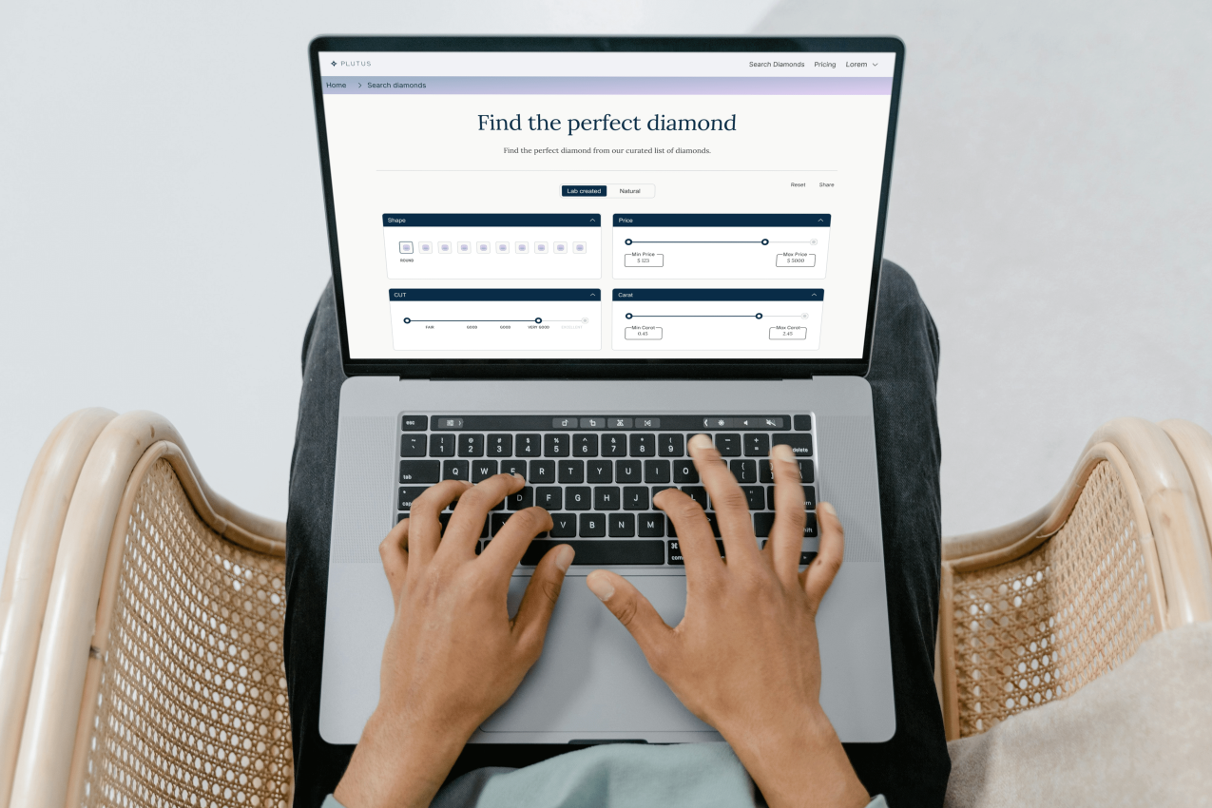 PLUTUS
Search Diamonds Pricing Lorem
Home > Search diamonds
Find the perfect diamond
Find the perfect diamond from our curated list of diamonds.
Lab created Natural
Reset Share
Shape
ROUND
Price
Min Price
$ 123
Max Price
$ 5000
CUT
FAIR GOOD GOOD VERY GOOD EXCELLENT
Carat
Min Carat
0.45
Max Carat
2.45
esc
~ ! 1 @ 2 # 3 $ 4 % 5 ^ 6 & 7 * 8 ( 9 - + = delete
tab Q W E R T Y U I O { [ } ]
D F G H J L
V B N M
⌘